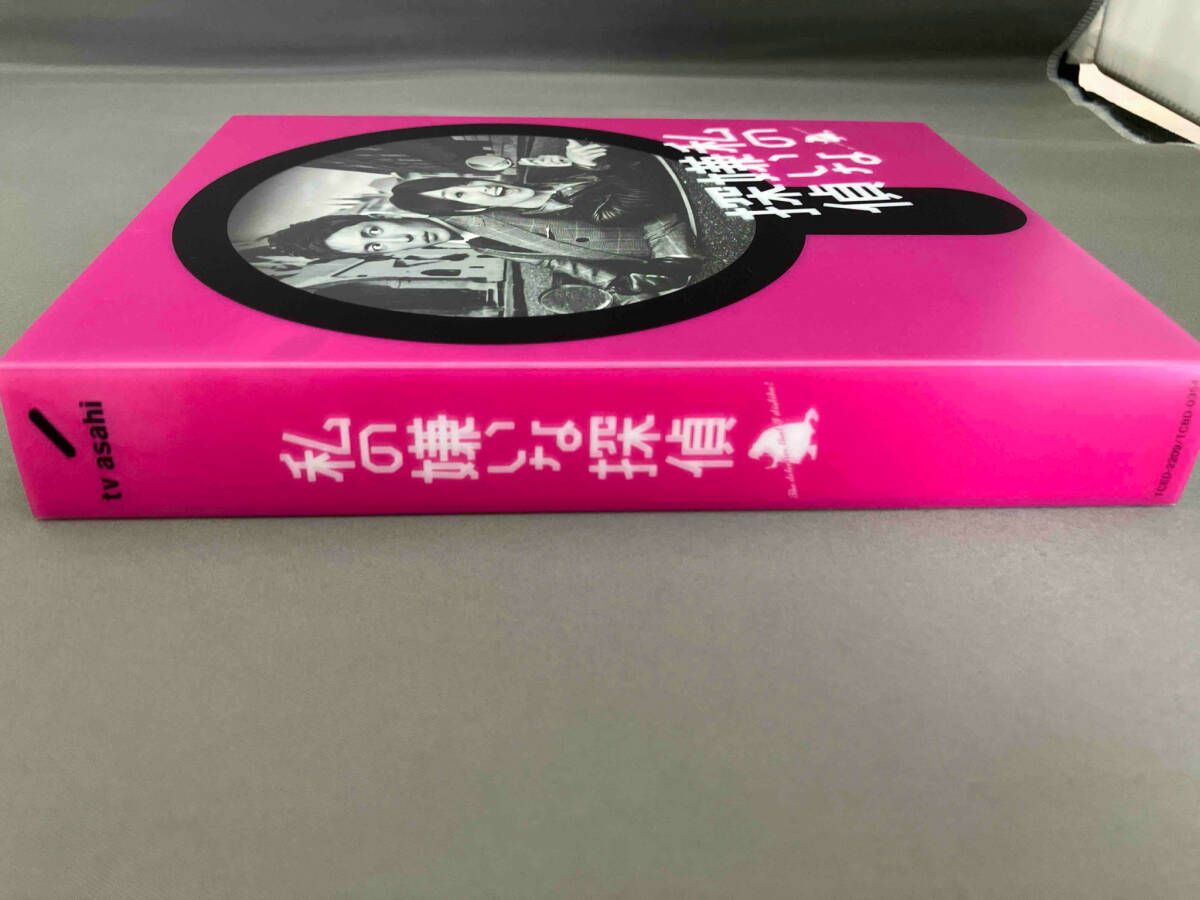 私の
嫌いな
探偵
tv asahi
私の嫌いな探偵